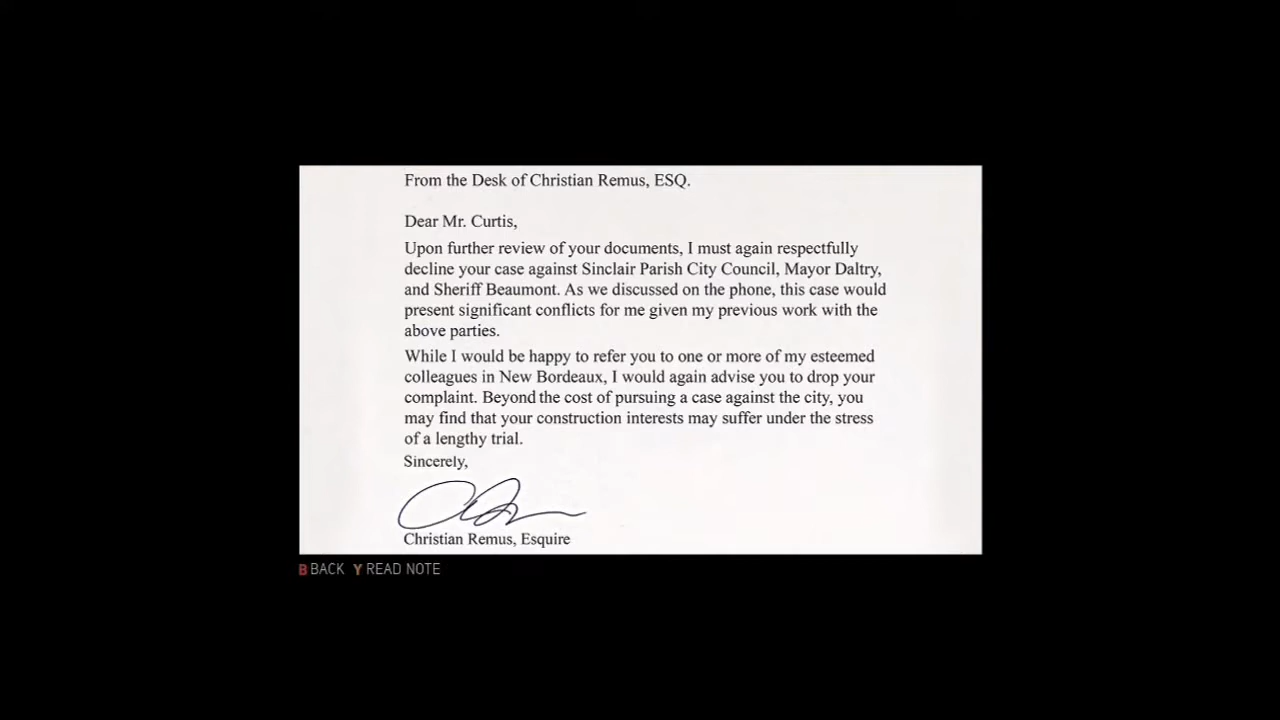 From the Desk of Christian Remus, ESQ.
Dear Mr. Curtis,
Upon further review of your documents, I must again respectfully
decline your case against Sinclair Parish City Council, Mayor Daltry,
and Sheriff Beaumont. As we discussed on the phone, this case would
present significant conflicts for me given my previous work with the
above parties.
While I would be happy to refer you to one or more of my esteemed
colleagues in New Bordeaux, I would again advise you to drop your
complaint. Beyond the cost of pursuing a case against the city, you
may find that your construction interests may suffer under the stress
of a lengthy trial.
Sincerely,
Christian Remus, Esquire
B BACK Y READ NOTE